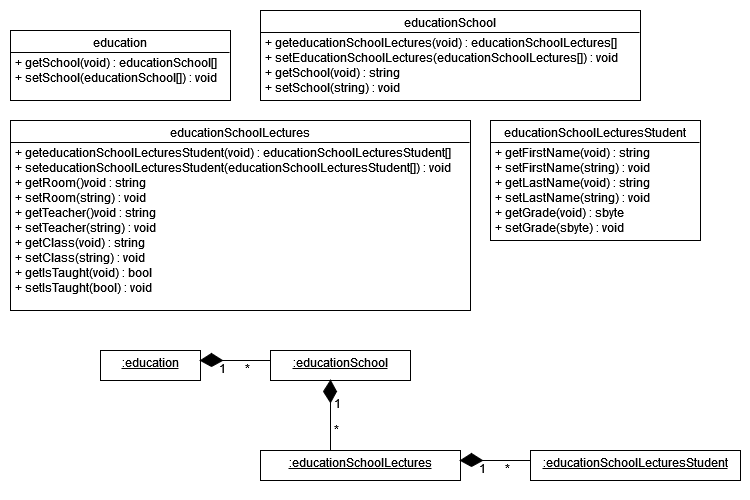 education
+ getSchool(void) : educationSchool[]
+ setSchool(educationSchool[]) : void
educationSchool
+ geteducationSchoolLectures(void) : educationSchoolLectures[]
+ setEducationSchoolLectures(educationSchoolLectures[]) : void
+ getSchool(void) : string
+ setSchool(string) : void
educationSchoolLectures
+ geteducationSchoolLecturesStudent(void) : educationSchoolLecturesStudent[]
+ seteducationSchoolLecturesStudent(educationSchoolLecturesStudent[]) : void
+ getRoom()void : string
+ setRoom(string) : void
+ getTeacher()void : string
+ setTeacher(string) : void
+ getClass(void) : string
+ setClass(string) : void
+ getIsTaught(void) : bool
+ setIsTaught(bool) : void
educationSchoolLecturesStudent
+ getFirstName(void) : string
+ setFirstName(string) : void
+ getLastName(void) : string
+ setLastName(string) : void
+ getGrade(void) : sbyte
+ setGrade(sbyte) : void
:education
1
*
:educationSchool
1
*
:educationSchoolLectures
1
*
:educationSchoolLecturesStudent